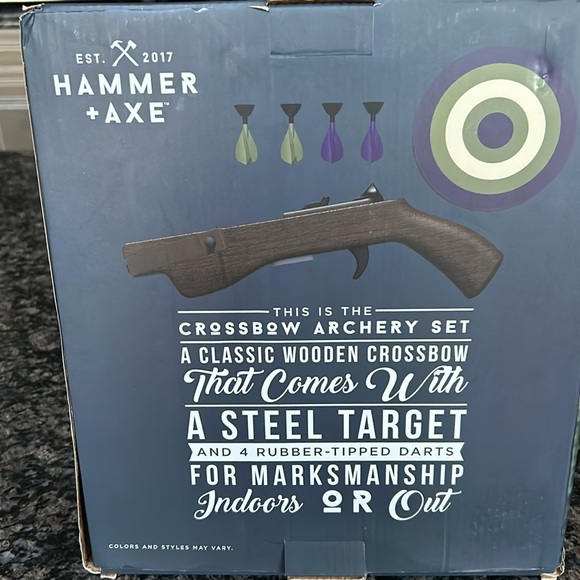 EST. 2017
HAMMER
+AXE™
THIS IS THE
CROSSBOW ARCHERY SET
A CLASSIC WOODEN CROSSBOW
That Comes With
A STEEL TARGET
AND 4 RUBBER-TIPPED DARTS
FOR MARKSMANSHIP
Indoors OR Out
COLORS AND STYLES MAY VARY.